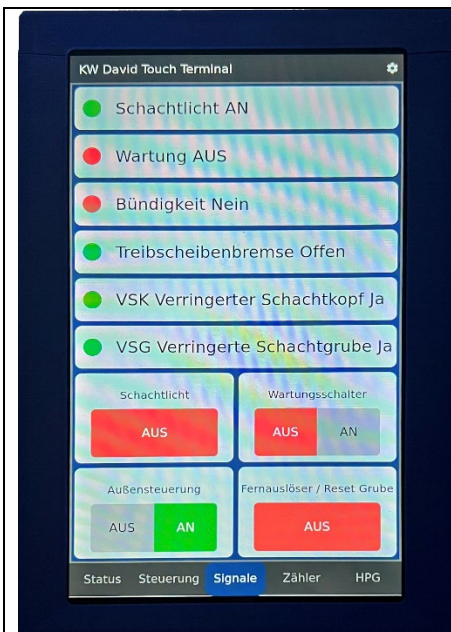 KW David Touch Terminal
Schachtlicht AN
Wartung AUS
Bündigkeit Nein
Treibscheibenbremse Offen
VSK Verringerter Schachtkopf Ja
VSG Verringerte Schachtgrube Ja
Schachtlicht
AUS
Wartungsschalter
AUS AN
Außensteuerung
AUS AN
Fernauslöser / Reset Grube
AUS
Status Steuerung Signale Zähler HPG